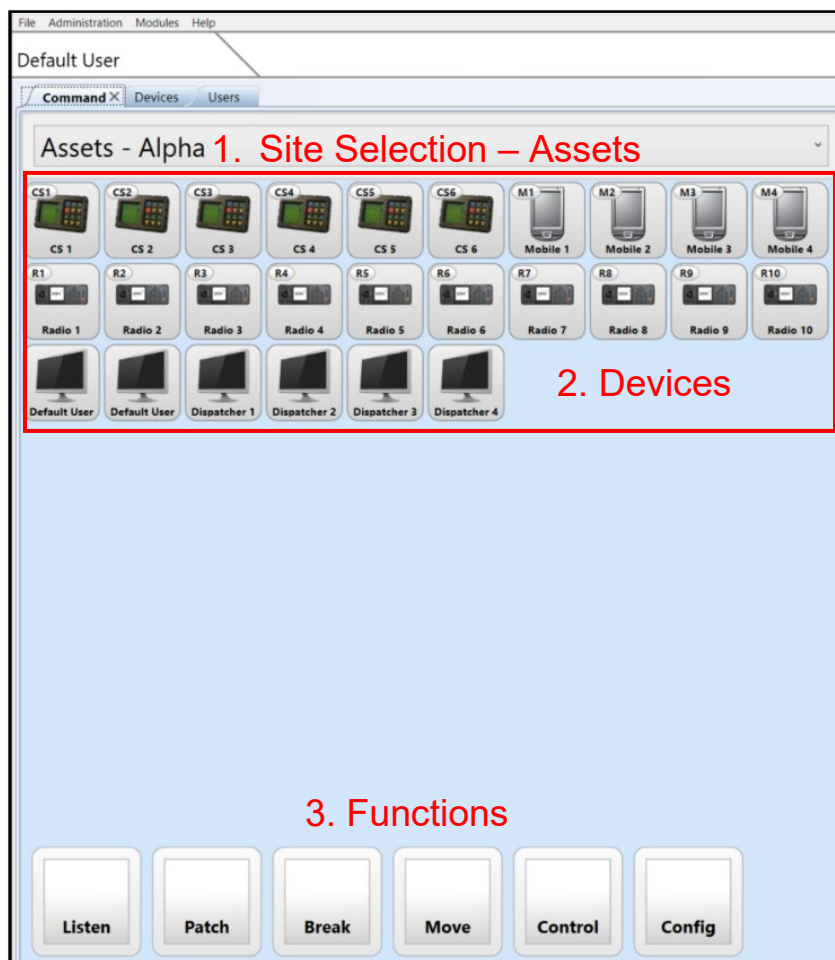 File Administration Modules Help
Default User
Command Devices Users
Assets - Alpha 1. Site Selection – Assets
CS1 CS2 CS3 CS4 CS5 CS6 M1 M2 M3 M4
CS 1 CS 2 CS 3 CS 4 CS 5 CS 6 Mobile 1 Mobile 2 Mobile 3 Mobile 4
R1 R2 R3 R4 R5 R6 R7 R8 R9 R10
Radio 1 Radio 2 Radio 3 Radio 4 Radio 5 Radio 6 Radio 7 Radio 8 Radio 9 Radio 10
2. Devices
Default User Default User Dispatcher 1 Dispatcher 2 Dispatcher 3 Dispatcher 4
3. Functions
Listen Patch Break Move Control Config